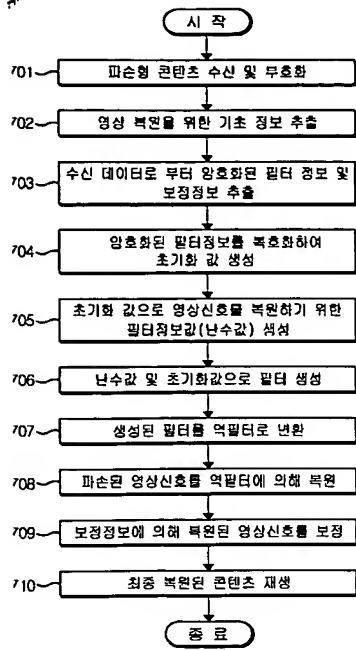 시 작
701
파손형 콘텐츠 수신 및 부호화
702
영상 복원을 위한 기초 정보 추출
703
수신 데이터로 부터 암호화된 필터 정보 및
보정정보 추출
704
암호화된 필터정보를 복호화하여
초기화 값 생성
705
초기화 값으로 영상신호를 복원하기 위한
필터정보값(난수값) 생성
706
난수값 및 초기화값으로 필터 생성
707
생성된 필터를 역필터로 변환
708
파손된 영상신호를 역필터에 의해 복원
709
보정정보에 의해 복원된 영상신호를 보정
710
최종 복원된 콘텐츠 재생
종 료